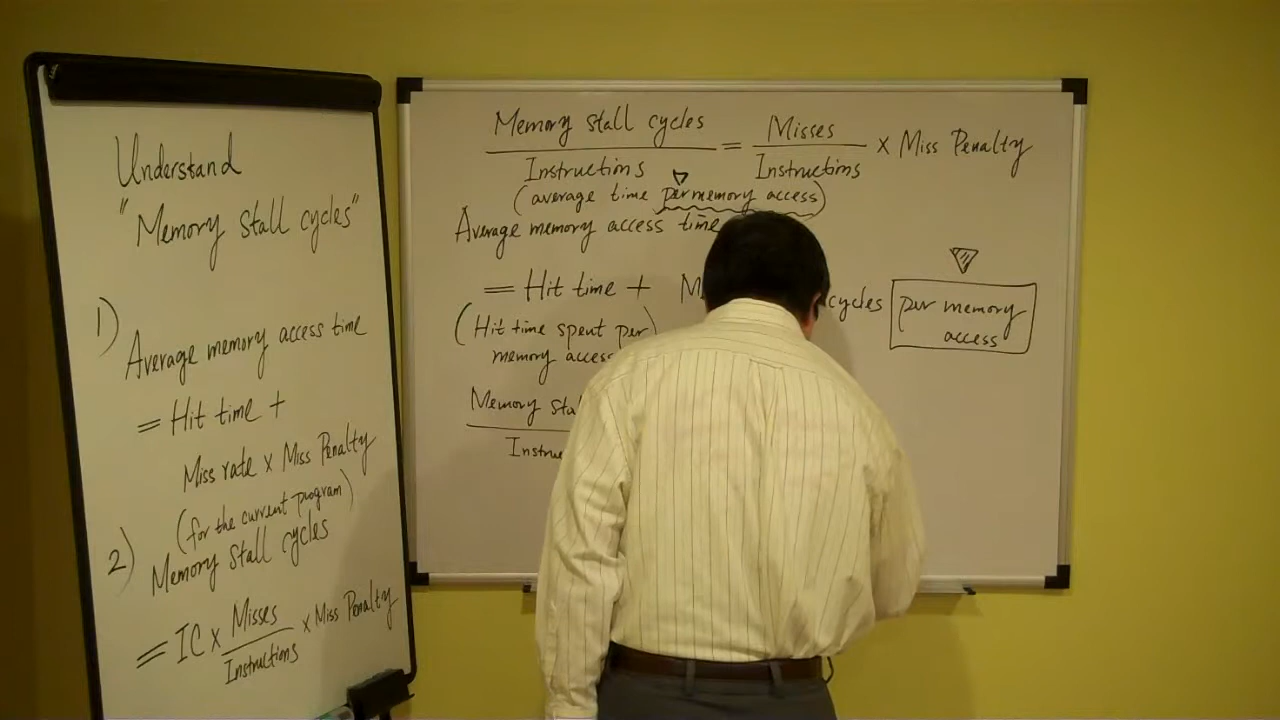 Understand
"Memory stall cycles"
1)
Average memory access time
= Hit time +
Miss rate × Miss Penalty
(for the current program)
2)
Memory stall cycles
= IC × Misses × Miss Penalty
Instructions
Memory stall cycles = Misses × Miss Penalty
Instructions Instructions
(average time per memory access)
Average memory access time
= Hit time + cycles per memory
access
(Hit time spent per)
memory access
Memory